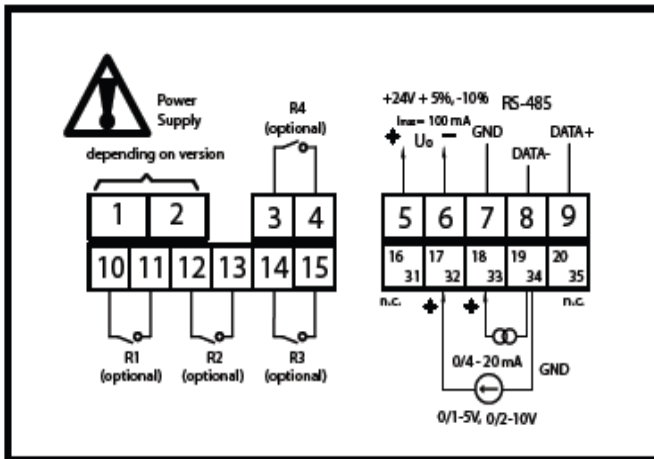 Power
Supply
depending on version
R4
(optional)
+24V + 5%, -10%
RS-485
Imax= 100 mA
+ U₀ −
GND
DATA-
DATA+
1 2
3 4
5 6 7 8 9
10 11 12 13 14 15
16 31 17 32 18 33 19 34 20 35
n.c. + + n.c.
R1
(optional)
R2
(optional)
R3
(optional)
0/4 - 20 mA
GND
0/1-5V, 0/2-10V